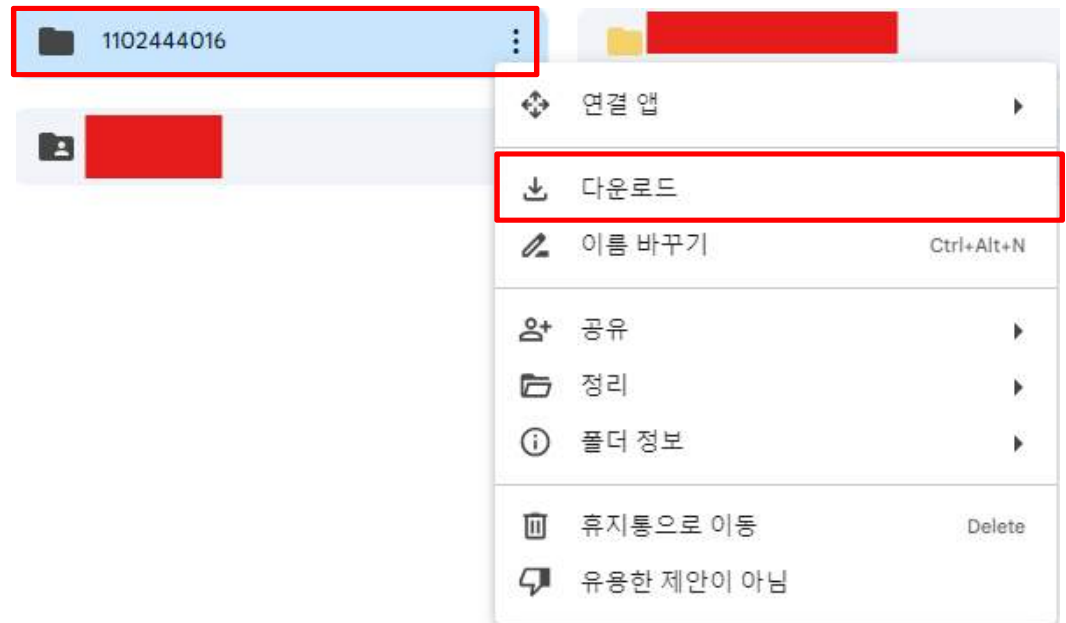 1102444016
연결 앱
다운로드
이름 바꾸기 Ctrl+Alt+N
공유
정리
폴더 정보
휴지통으로 이동 Delete
유용한 제안이 아님